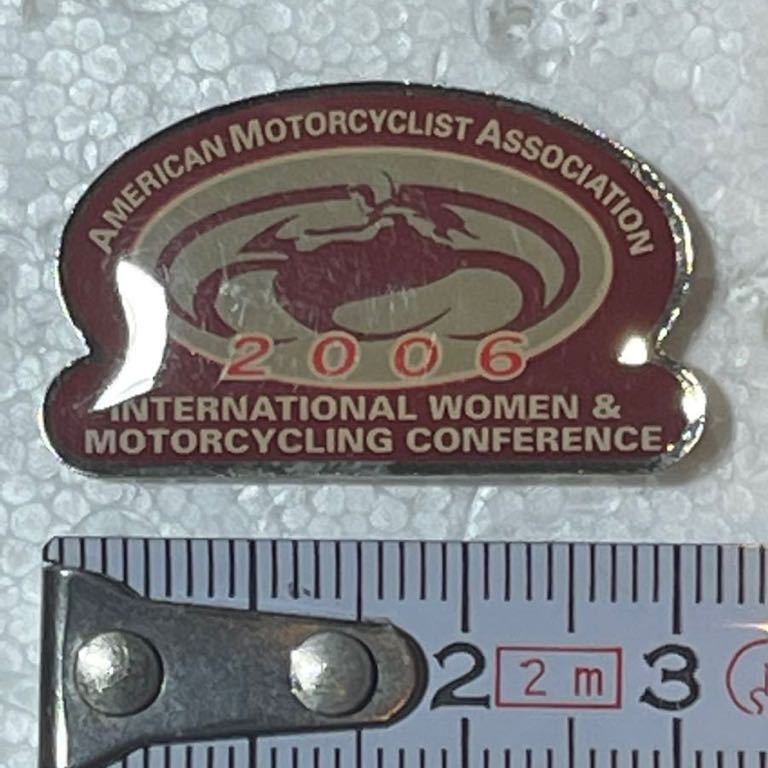 AMERICAN MOTORCYCLIST ASSOCIATION
2006
INTERNATIONAL WOMEN &
MOTORCYCLING CONFERENCE
2 2 m 3